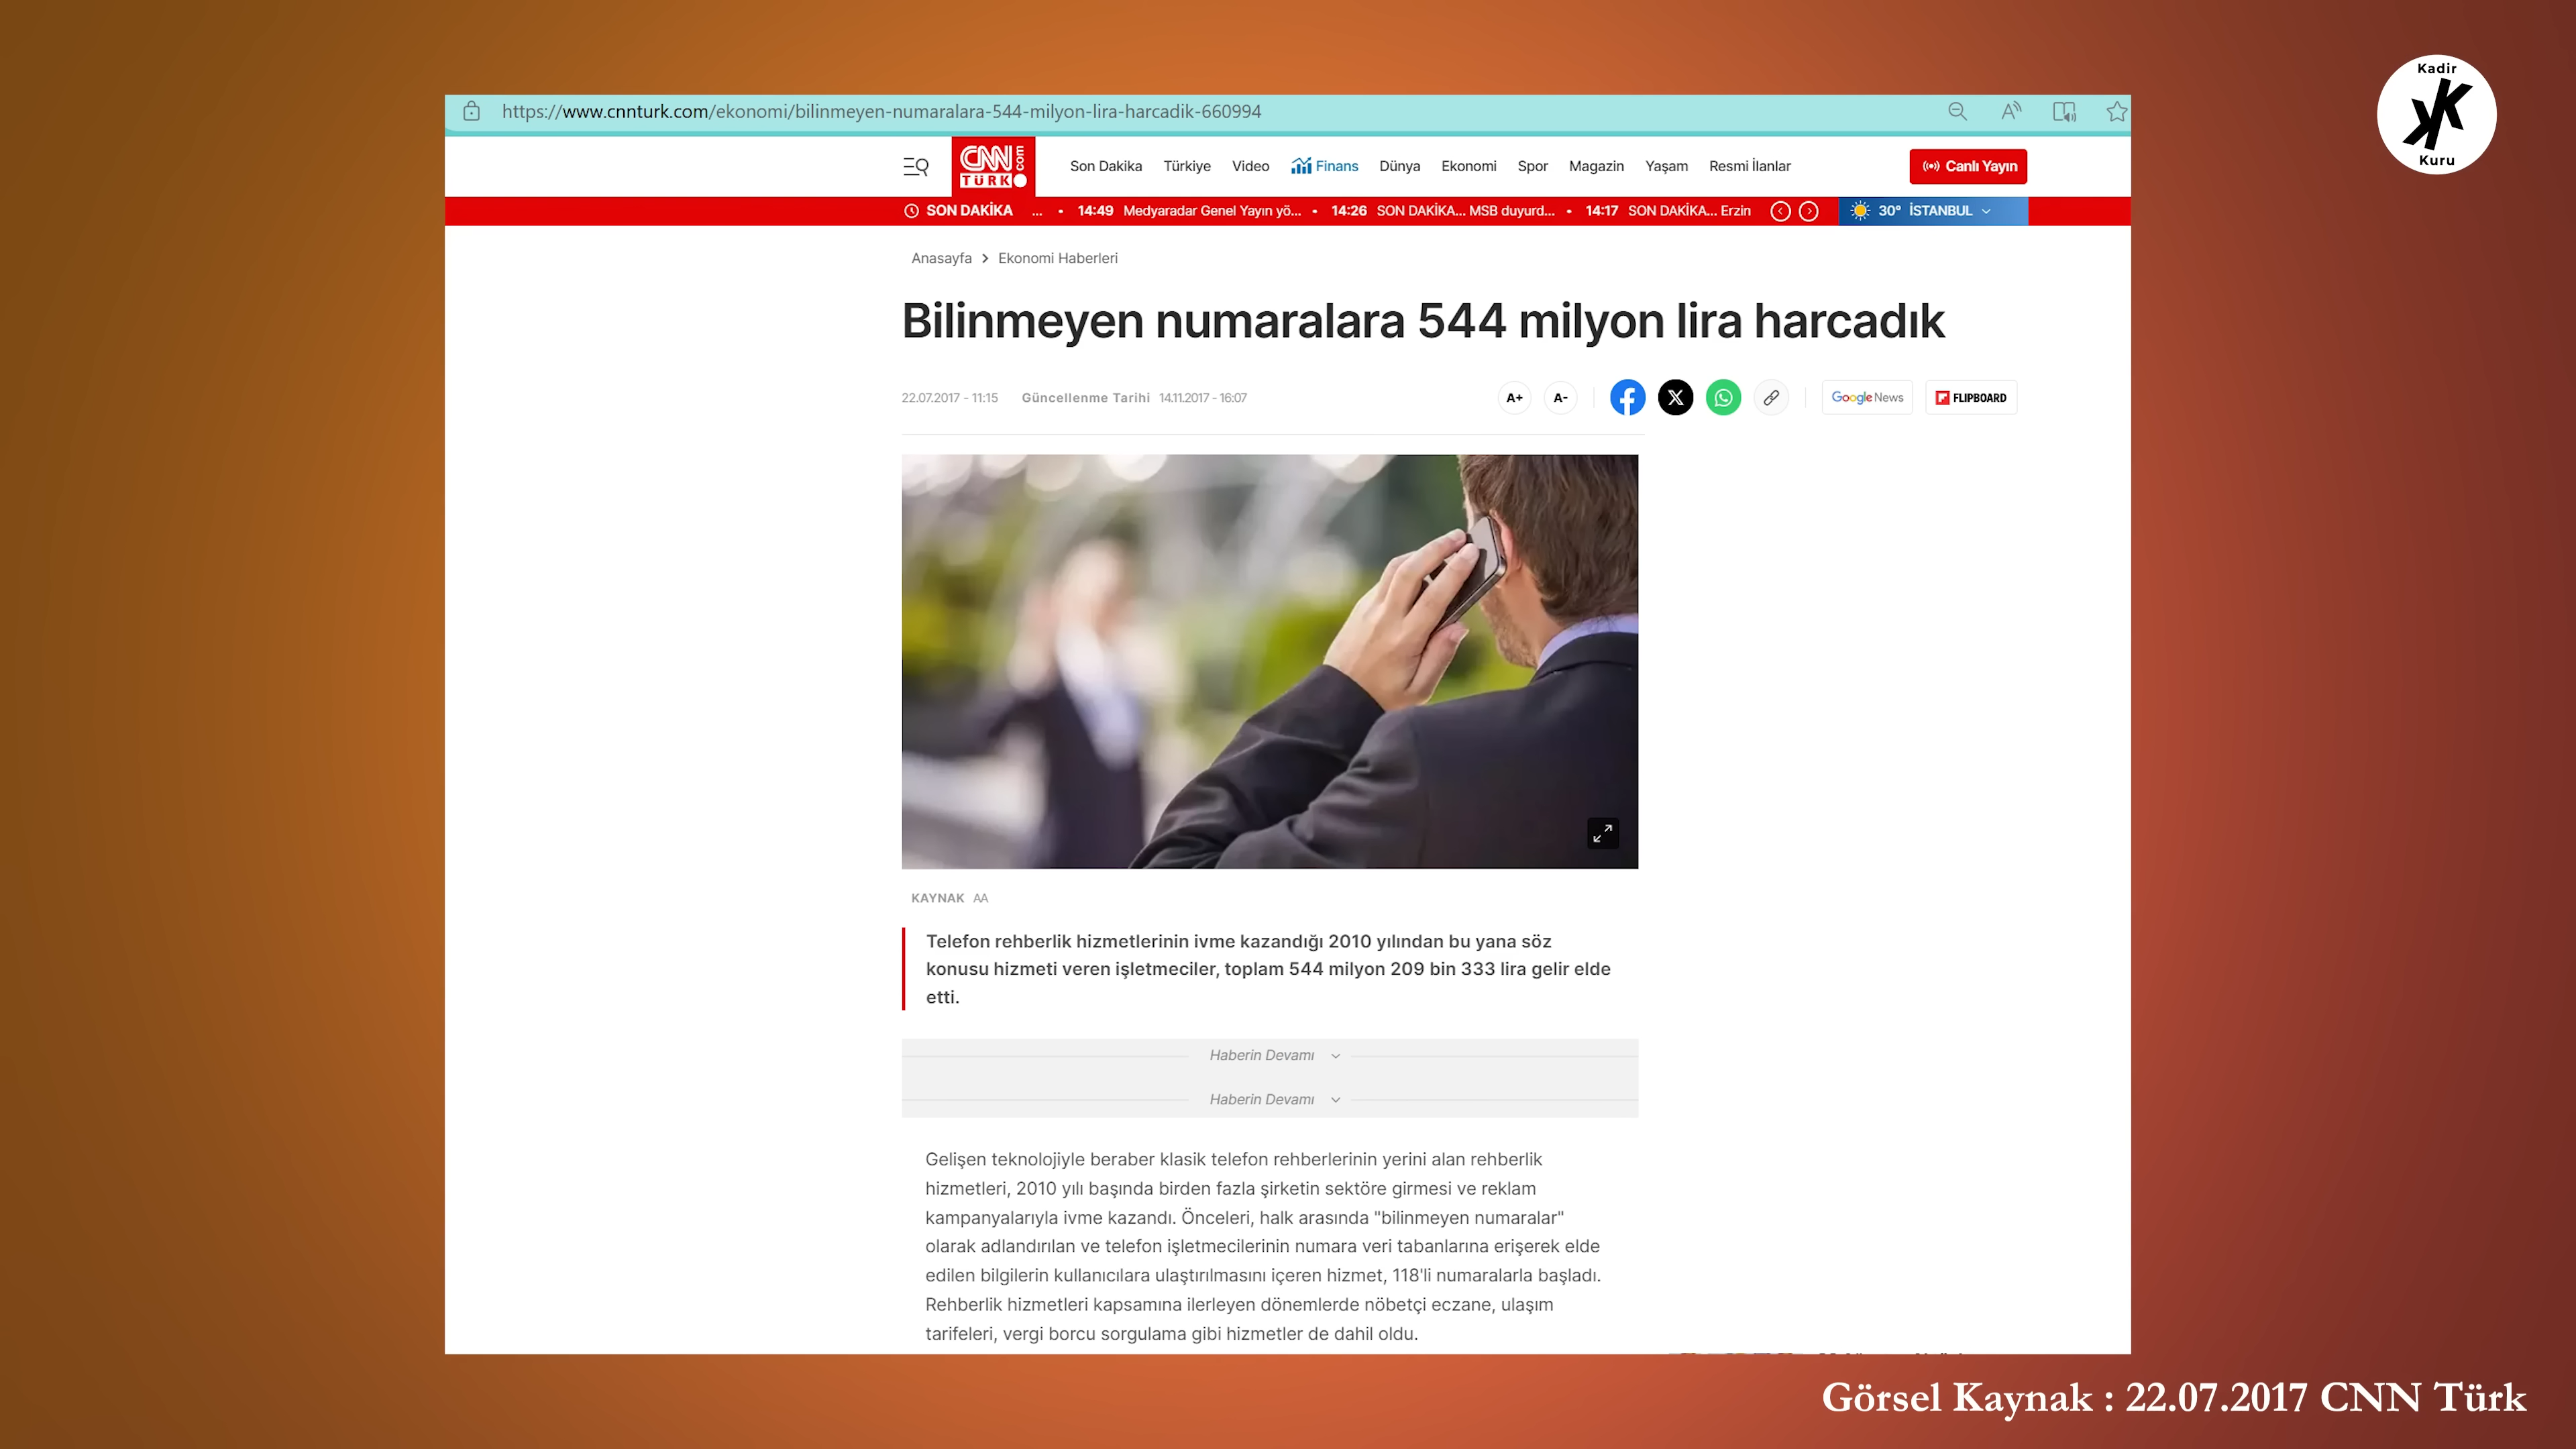 Kadir
KK
Kuru
https://www.cnnturk.com/ekonomi/bilinmeyen-numaralara-544-milyon-lira-harcadik-660994
CNN
TÜRK
.com
Son Dakika Türkiye Video Finans Dünya Ekonomi Spor Magazin Yaşam Resmi İlanlar
Canlı Yayın
SON DAKİKA ... • 14:49 Medyaradar Genel Yayın yö... • 14:26 SON DAKİKA... MSB duyurd... • 14:17 SON DAKİKA... Erzin
30° İSTANBUL
Anasayfa > Ekonomi Haberleri
Bilinmeyen numaralara 544 milyon lira harcadık
22.07.2017 - 11:15 Güncellenme Tarihi 14.11.2017 - 16:07
A+ A- Google News FLIPBOARD
KAYNAK AA
Telefon rehberlik hizmetlerinin ivme kazandığı 2010 yılından bu yana söz
konusu hizmeti veren işletmeciler, toplam 544 milyon 209 bin 333 lira gelir elde
etti.
Haberin Devamı
Haberin Devamı
Gelişen teknolojiyle beraber klasik telefon rehberlerinin yerini alan rehberlik
hizmetleri, 2010 yılı başında birden fazla şirketin sektöre girmesi ve reklam
kampanyalarıyla ivme kazandı. Önceleri, halk arasında "bilinmeyen numaralar"
olarak adlandırılan ve telefon işletmecilerinin numara veri tabanlarına erişerek elde
edilen bilgilerin kullanıcılara ulaştırılmasını içeren hizmet, 118'li numaralarla başladı.
Rehberlik hizmetleri kapsamına ilerleyen dönemlerde nöbetçi eczane, ulaşım
tarifeleri, vergi borcu sorgulama gibi hizmetler de dahil oldu.
Görsel Kaynak : 22.07.2017 CNN Türk